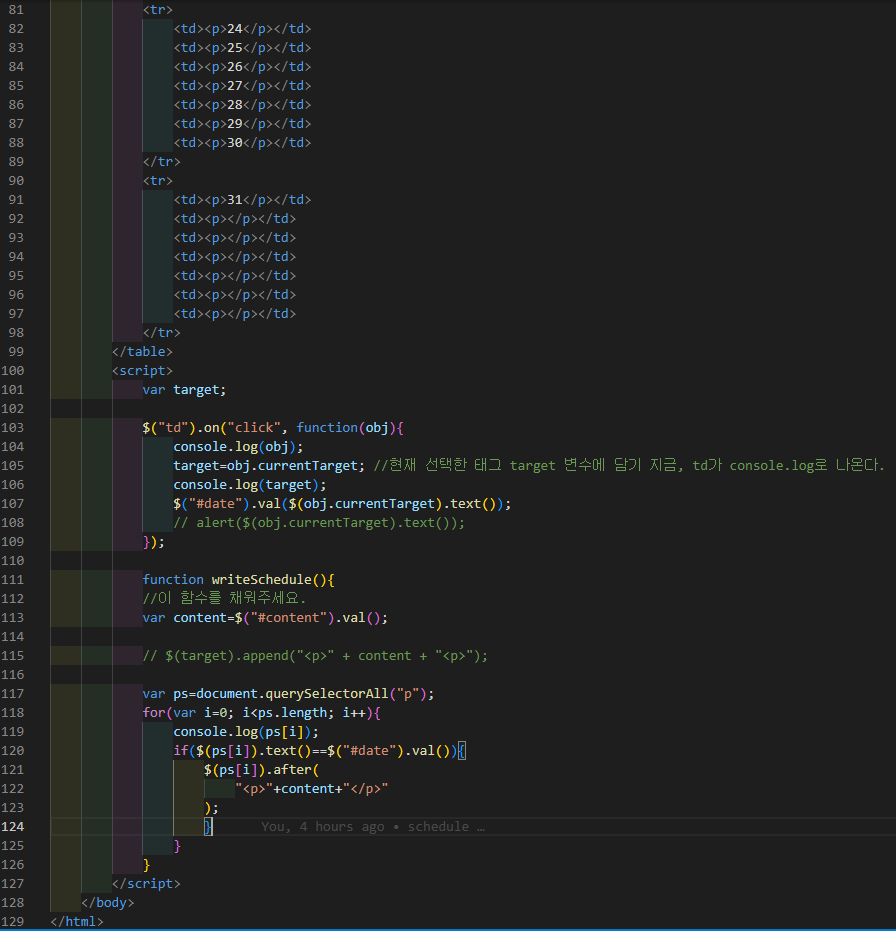 81 <tr>
82 <td><p>24</p></td>
83 <td><p>25</p></td>
84 <td><p>26</p></td>
85 <td><p>27</p></td>
86 <td><p>28</p></td>
87 <td><p>29</p></td>
88 <td><p>30</p></td>
89 </tr>
90 <tr>
91 <td><p>31</p></td>
92 <td><p></p></td>
93 <td><p></p></td>
94 <td><p></p></td>
95 <td><p></p></td>
96 <td><p></p></td>
97 <td><p></p></td>
98 </tr>
99 </table>
100 <script>
101 var target;
102
103 $("td").on("click", function(obj){
104 console.log(obj);
105 target=obj.currentTarget; //현재 선택한 태그 target 변수에 담기 지금, td가 console.log로 나온다.
106 console.log(target);
107 $("#date").val($(obj.currentTarget).text());
108 // alert($(obj.currentTarget).text());
109 });
110
111 function writeSchedule(){
112 //이 함수를 채워주세요.
113 var content=$("#content").val();
114
115 // $(target).append("<p>" + content + "<p>");
116
117 var ps=document.querySelectorAll("p");
118 for(var i=0; i<ps.length; i++){
119 console.log(ps[i]);
120 if($(ps[i]).text()==$("#date").val()){
121 $(ps[i]).after(
122 "<p>"+content+"</p>"
123 );
124 } You, 4 hours ago • schedule …
125 }
126 }
127 </script>
128 </body>
129 </html>